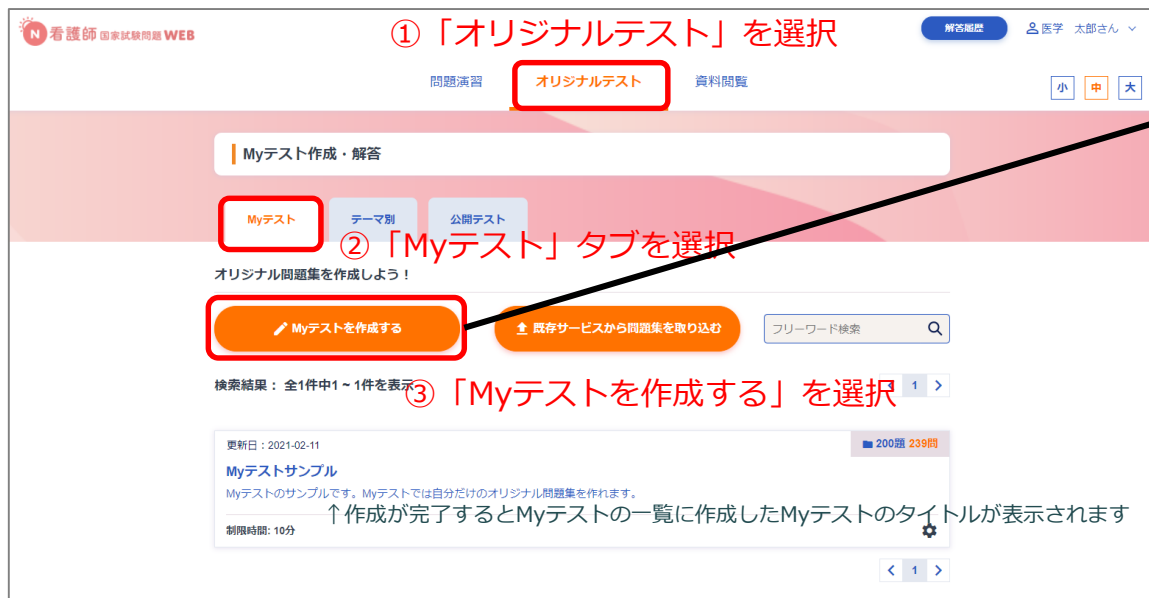 看護師 国家試験問題 WEB
①「オリジナルテスト」を選択
解答履歴
医学 太郎さん
問題演習 オリジナルテスト 資料閲覧
小 中 大
Myテスト作成・解答
Myテスト テーマ別 公開テスト
②「Myテスト」タブを選択
オリジナル問題集を作成しよう！
Myテストを作成する 既存サービスから問題集を取り込む フリーワード検索
検索結果： 全1件中1 ~ 1件を表示 1
③「Myテストを作成する」を選択
更新日：2021-02-11 200題 239問
Myテストサンプル
Myテストのサンプルです。Myテストでは自分だけのオリジナル問題集を作れます。
↑作成が完了するとMyテストの一覧に作成したMyテストのタイトルが表示されます
制限時間: 10分
1